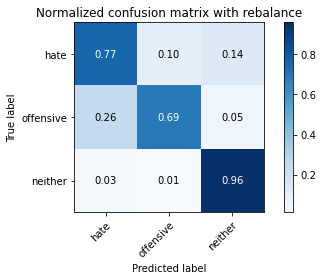 Normalized confusion matrix with rebalance
True label
hate
offensive
neither
0.77 0.10 0.14
0.26 0.69 0.05
0.03 0.01 0.96
hate
offensive
neither
Predicted label
0.8
0.6
0.4
0.2